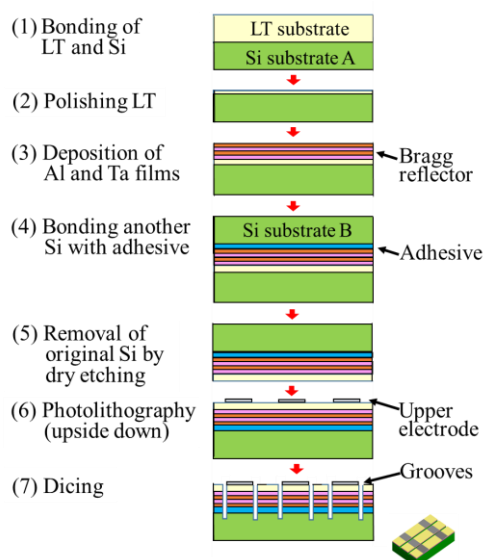 (1) Bonding of
LT and Si
LT substrate
Si substrate A
(2) Polishing LT
(3) Deposition of
Al and Ta films
Bragg
reflector
(4) Bonding another
Si with adhesive
Si substrate B
Adhesive
(5) Removal of
original Si by
dry etching
(6) Photolithography
(upside down)
Upper
electrode
(7) Dicing
Grooves